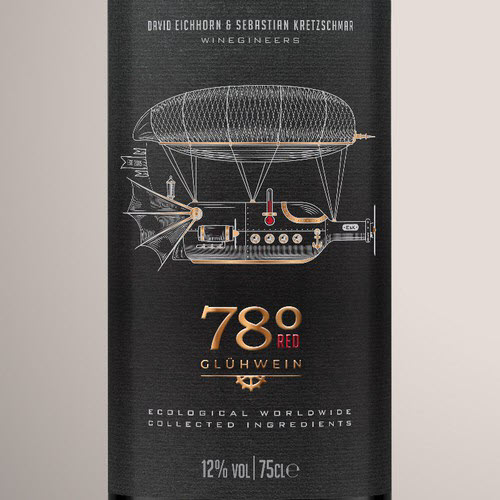 DAVID EICHHORN & SEBASTIAN KRETZSCHMAR
WINEGINEERS
E&K
78°
RED
GLÜHWEIN
ECOLOGICAL WORLDWIDE
COLLECTED INGREDIENTS
12% VOL | 75CL ℮